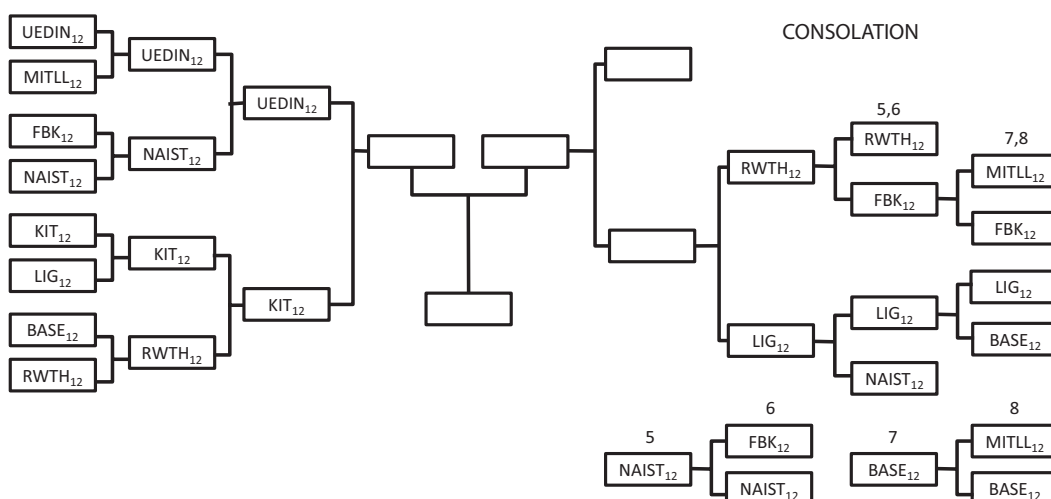 CONSOLATION
UEDIN₁₂
MITLL₁₂
FBK₁₂
NAIST₁₂
KIT₁₂
LIG₁₂
BASE₁₂
RWTH₁₂
UEDIN₁₂
NAIST₁₂
KIT₁₂
RWTH₁₂
UEDIN₁₂
KIT₁₂
RWTH₁₂
LIG₁₂
5,6
RWTH₁₂
FBK₁₂
LIG₁₂
NAIST₁₂
7,8
MITLL₁₂
FBK₁₂
LIG₁₂
BASE₁₂
5
NAIST₁₂
6
FBK₁₂
NAIST₁₂
7
BASE₁₂
8
MITLL₁₂
BASE₁₂